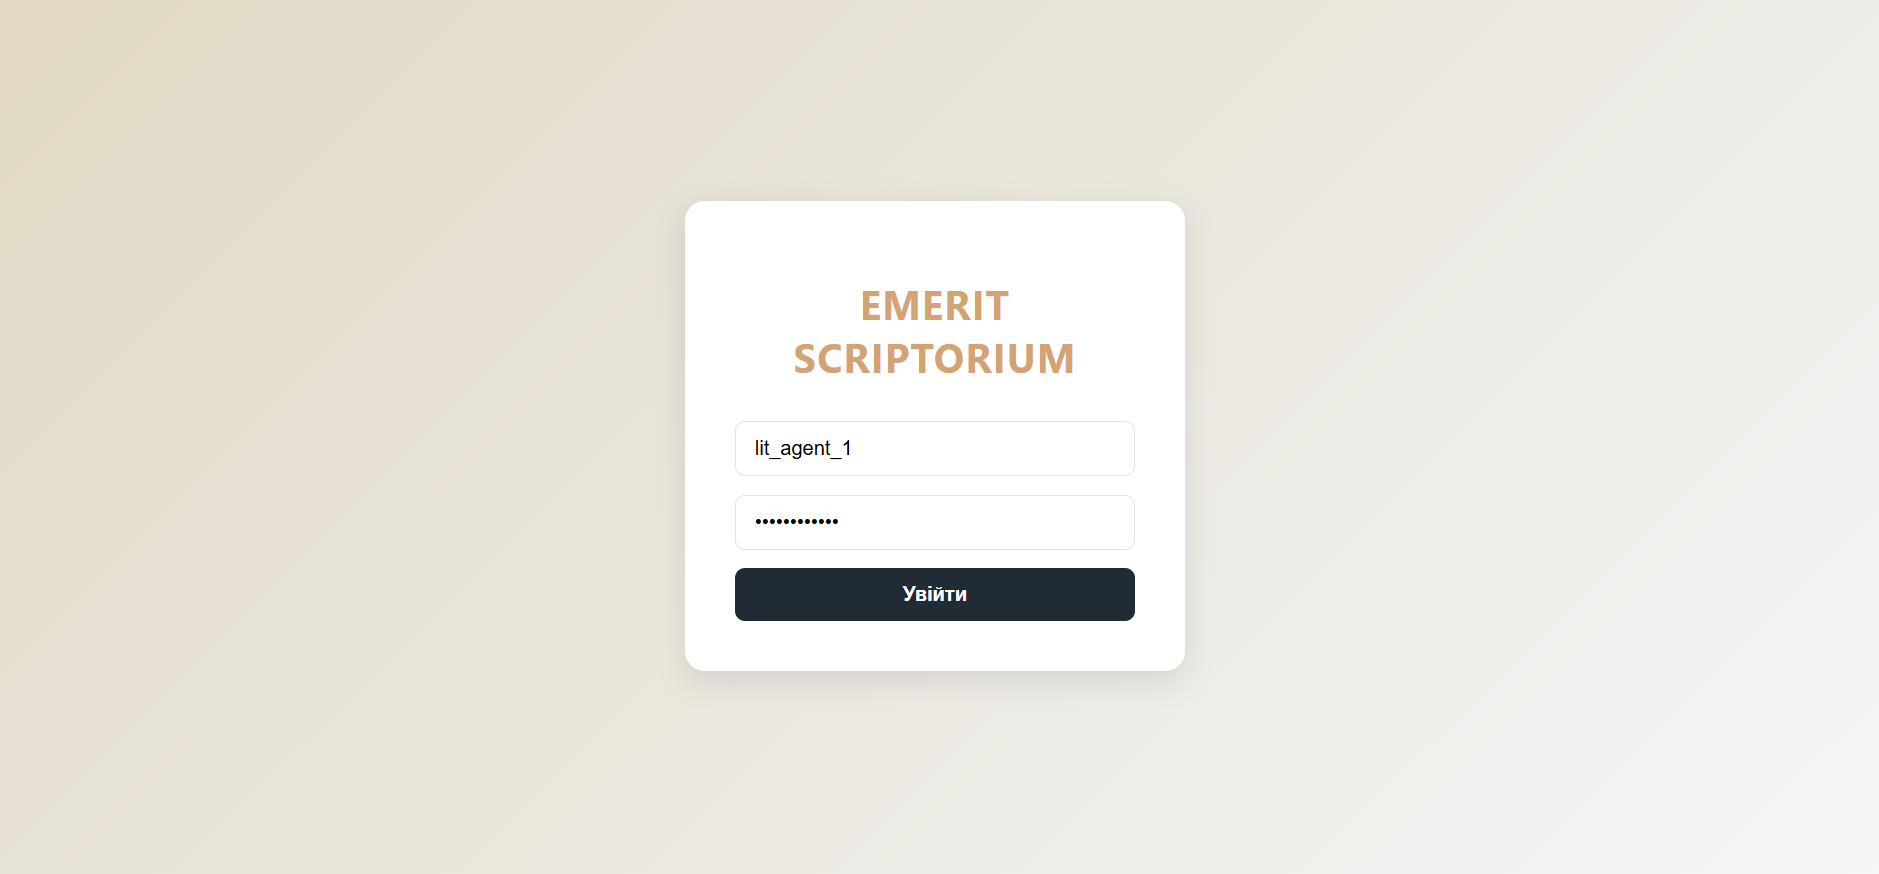 EMERIT
SCRIPTORIUM
lit_agent_1
••••••••••••
Увійти